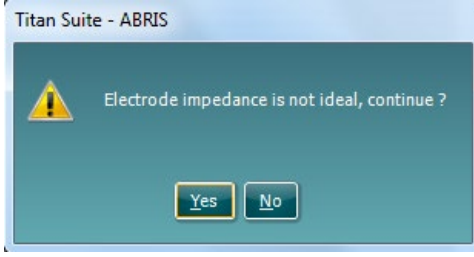 Titan Suite - ABRIS
Electrode impedance is not ideal, continue ?
Yes
No